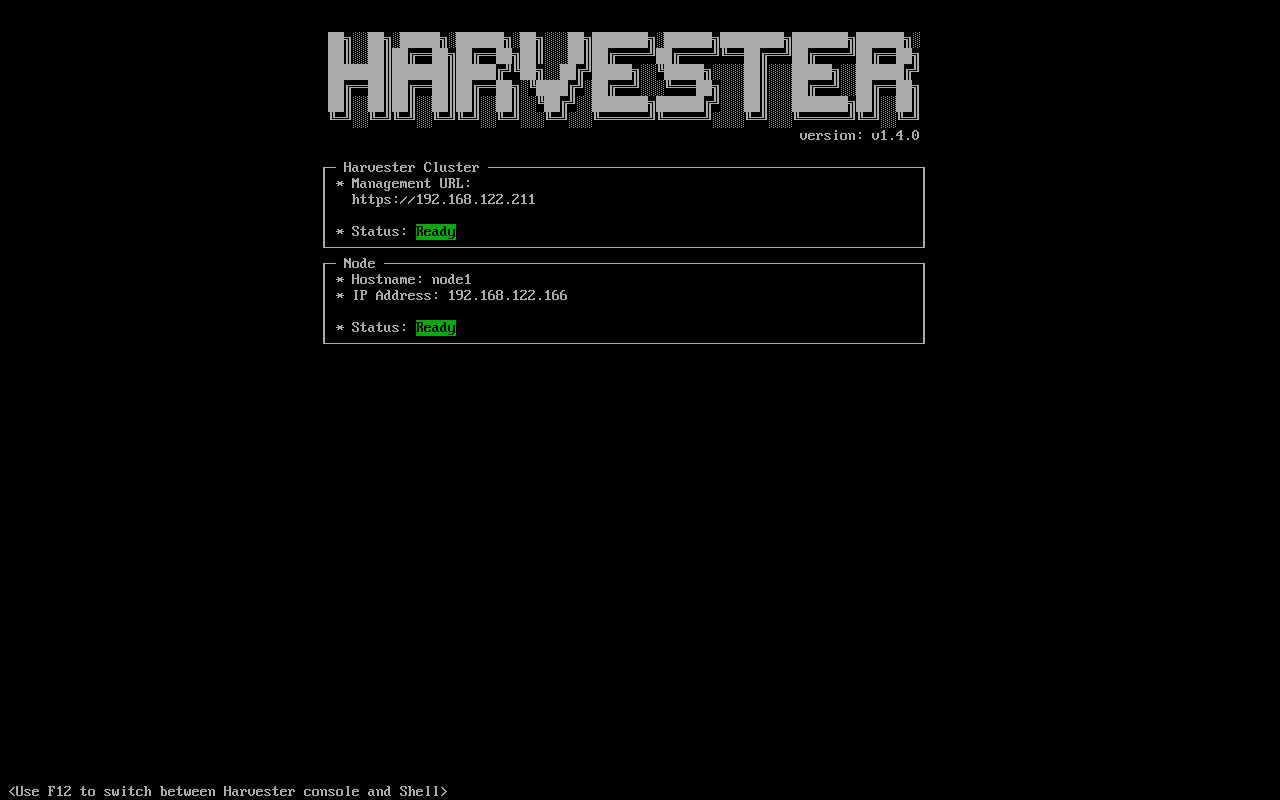 HARVESTER
version: v1.4.0
Harvester Cluster
* Management URL:
https://192.168.122.211
* Status: Ready
Node
* Hostname: node1
* IP Address: 192.168.122.166
* Status: Ready
<Use F12 to switch between Harvester console and Shell>